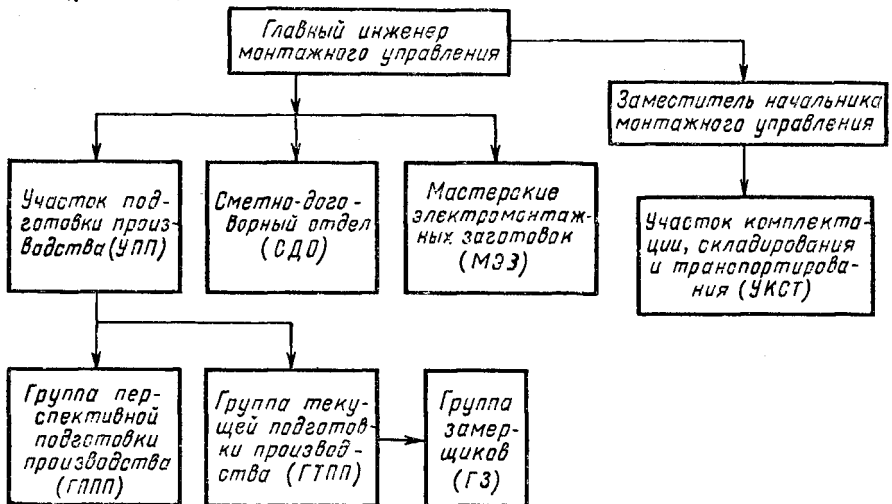 Главный инженер
монтажного управления
Заместитель начальника
монтажного управления
Участок под-
готовки произ-
водства (УПП)
Сметно-дого-
ворный отдел
(СДО)
Мастерские
электромонтаж-
ных заготовок
(МЭЗ)
Участок комплекта-
ции, складирования
и транспортирова-
ния (УКСТ)
Группа пер-
спективной
подготовки
производства
(ГППП)
Группа теку-
щей подготов-
ки производ-
ства (ГТПП)
Группа
замер-
щиков
(ГЗ)